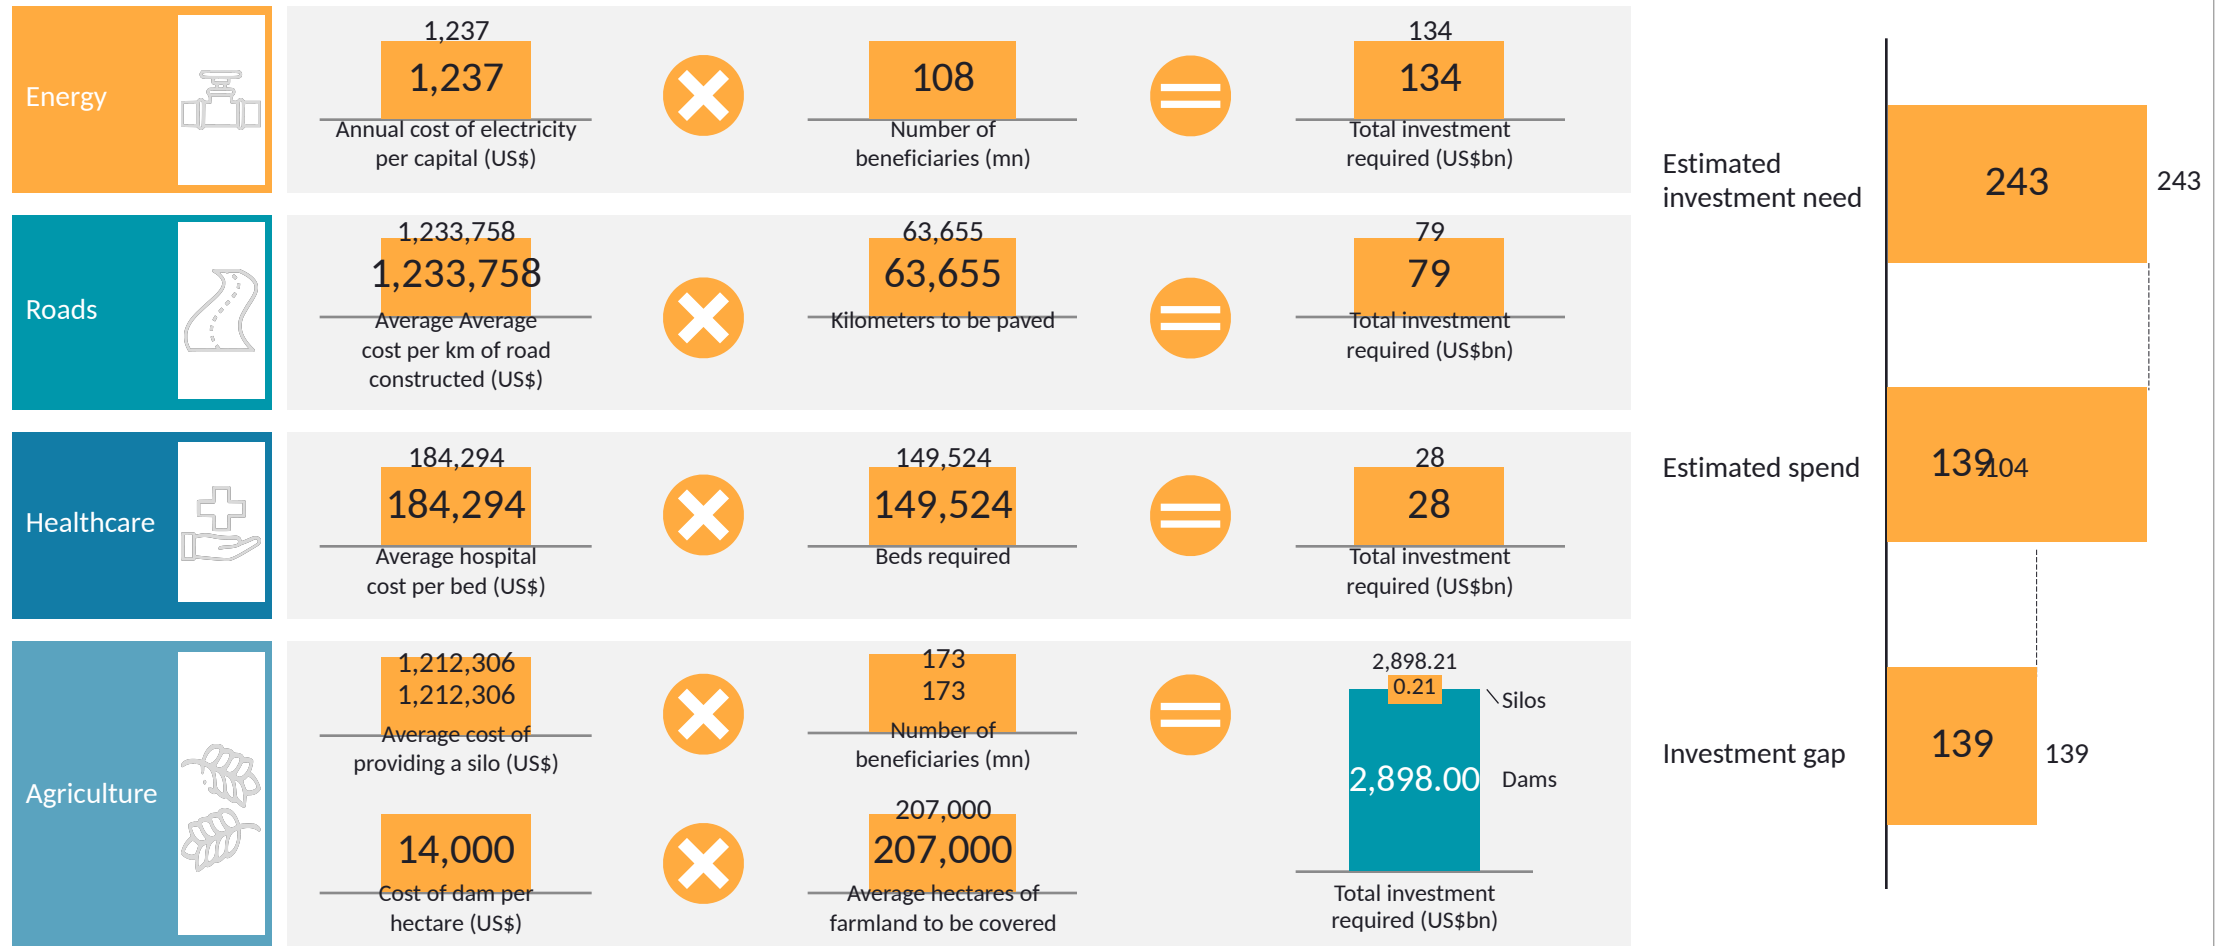 Energy
1,237
1,237
Annual cost of electricity
per capital (US$)
108
Number of
beneficiaries (mn)
134
134
Total investment
required (US$bn)
Roads
1,233,758
1,233,758
Average Average
cost per km of road
constructed (US$)
63,655
63,655
Kilometers to be paved
79
79
Total investment
required (US$bn)
Healthcare
184,294
184,294
Average hospital
cost per bed (US$)
149,524
149,524
Beds required
28
28
Total investment
required (US$bn)
Agriculture
1,212,306
1,212,306
Average cost of
providing a silo (US$)
173
173
Number of
beneficiaries (mn)
14,000
Cost of dam per
hectare (US$)
207,000
207,000
Average hectares of
farmland to be covered
2,898.21
0.21
Silos
2,898.00
Dams
Total investment
required (US$bn)
Estimated
investment need
243
243
Estimated spend
139
-104
Investment gap
139
139